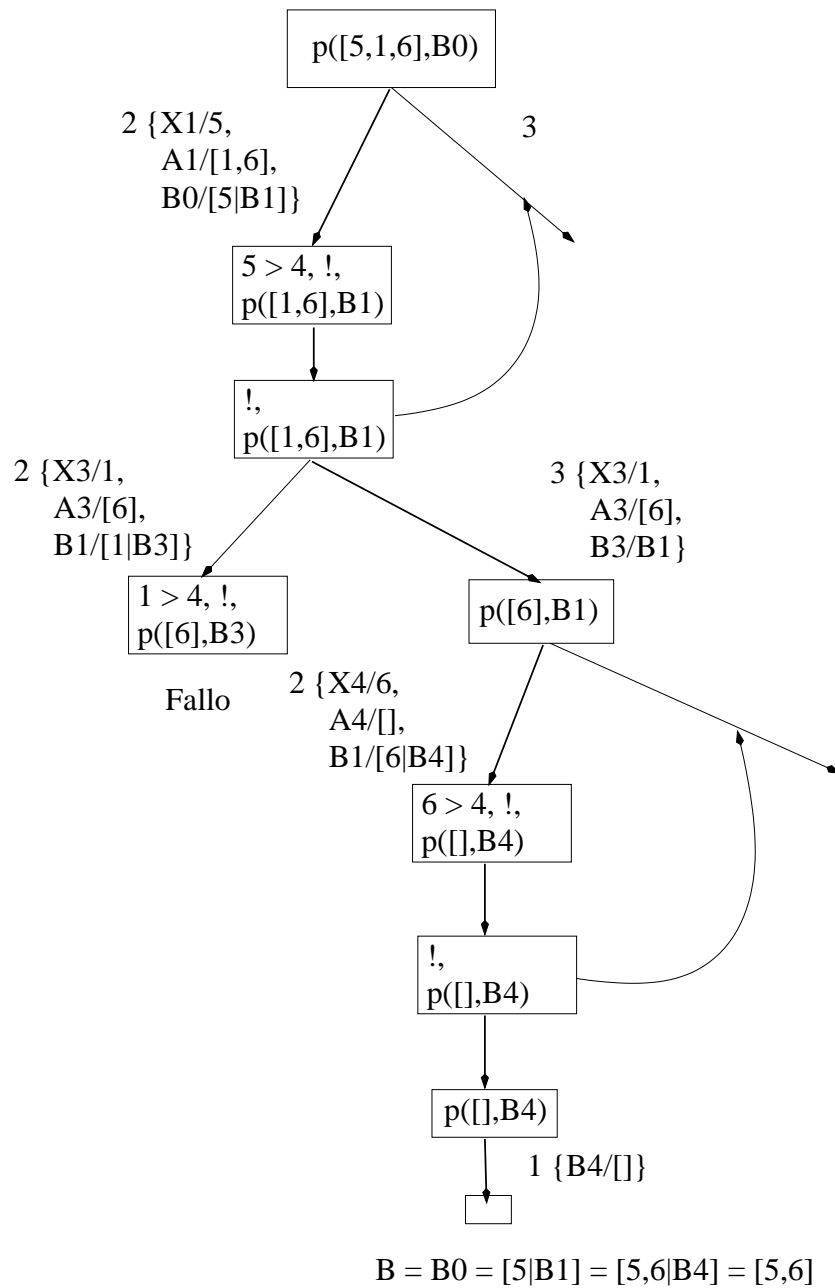 p([5,1,6],B0)
2 {X1/5,
A1/[1,6],
B0/[5|B1]}
3
5 > 4, !,
p([1,6],B1)
!,
p([1,6],B1)
2 {X3/1,
A3/[6],
B1/[1|B3]}
3 {X3/1,
A3/[6],
B3/B1}
1 > 4, !,
p([6],B3)
Fallo
p([6],B1)
2 {X4/6,
A4/[],
B1/[6|B4]}
6 > 4, !,
p([],B4)
!,
p([],B4)
p([],B4)
1 {B4/[]}
B = B0 = [5|B1] = [5,6|B4] = [5,6]